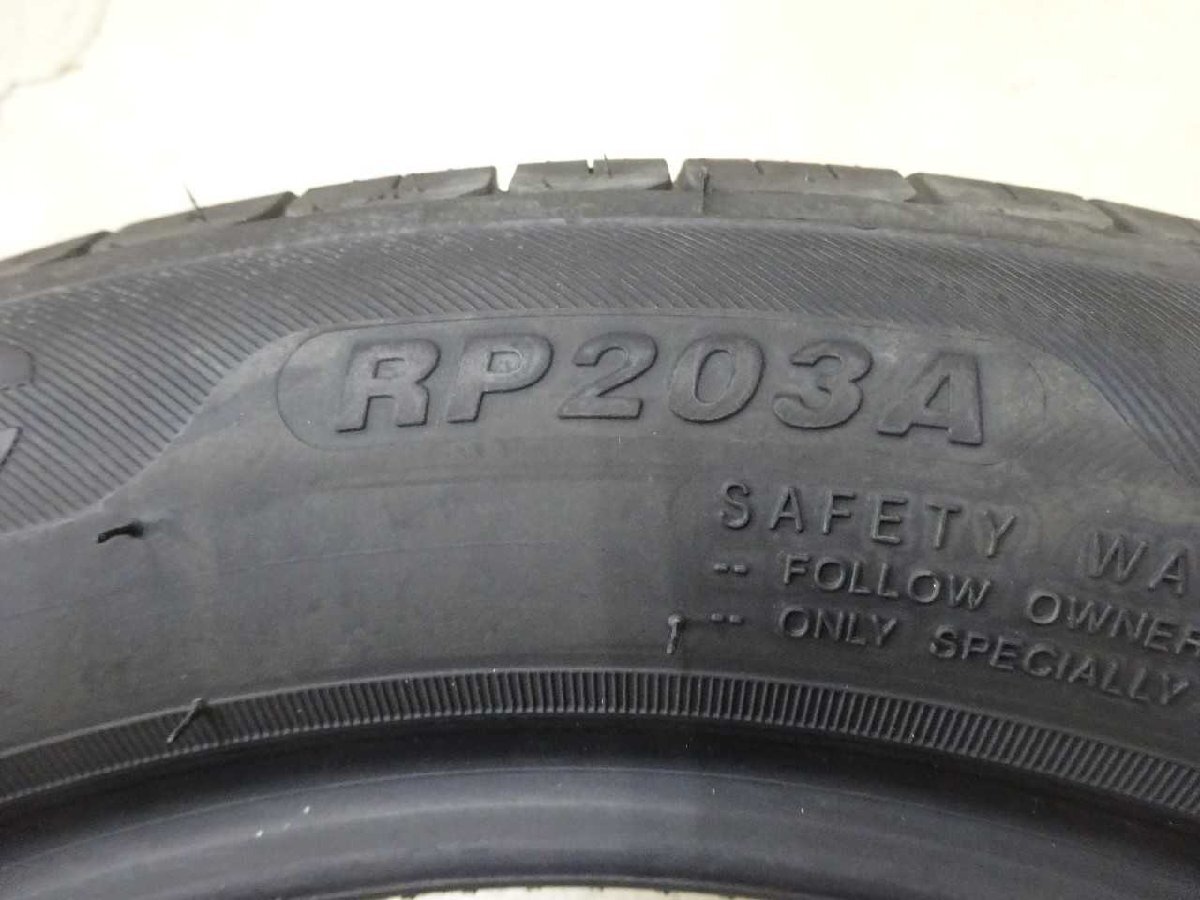 RP203A
SAFETY WA
-- FOLLOW OWNER
-- ONLY SPECIALLY